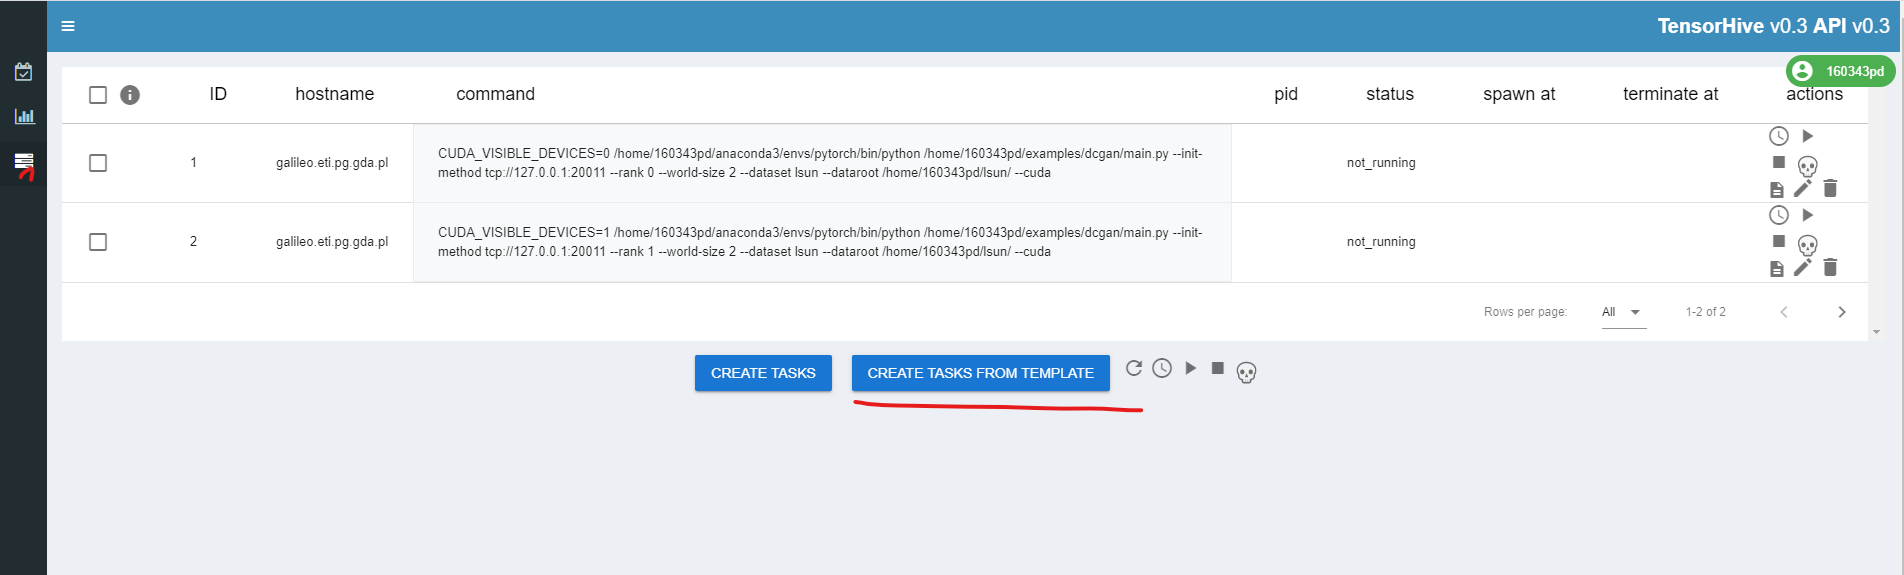 TensorHive v0.3 API v0.3
160343pd
ID hostname command pid status spawn at terminate at actions
1 galileo.eti.pg.gda.pl CUDA_VISIBLE_DEVICES=0 /home/160343pd/anaconda3/envs/pytorch/bin/python /home/160343pd/examples/dcgan/main.py --init-
method tcp://127.0.0.1:20011 --rank 0 --world-size 2 --dataset lsun --dataroot /home/160343pd/lsun/ --cuda
not_running
2 galileo.eti.pg.gda.pl CUDA_VISIBLE_DEVICES=1 /home/160343pd/anaconda3/envs/pytorch/bin/python /home/160343pd/examples/dcgan/main.py --init-
method tcp://127.0.0.1:20011 --rank 1 --world-size 2 --dataset lsun --dataroot /home/160343pd/lsun/ --cuda
not_running
Rows per page: All 1-2 of 2
CREATE TASKS CREATE TASKS FROM TEMPLATE